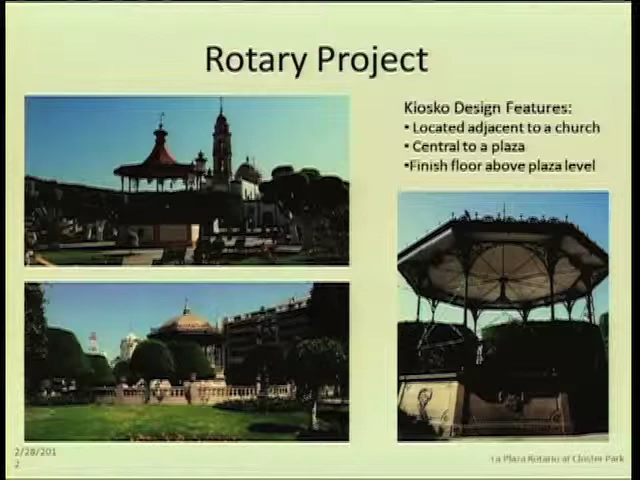 Rotary Project
Kiosko Design Features:
• Located adjacent to a church
• Central to a plaza
•Finish floor above plaza level
2/28/201
2
La Plaza Rotario at Cloister Park